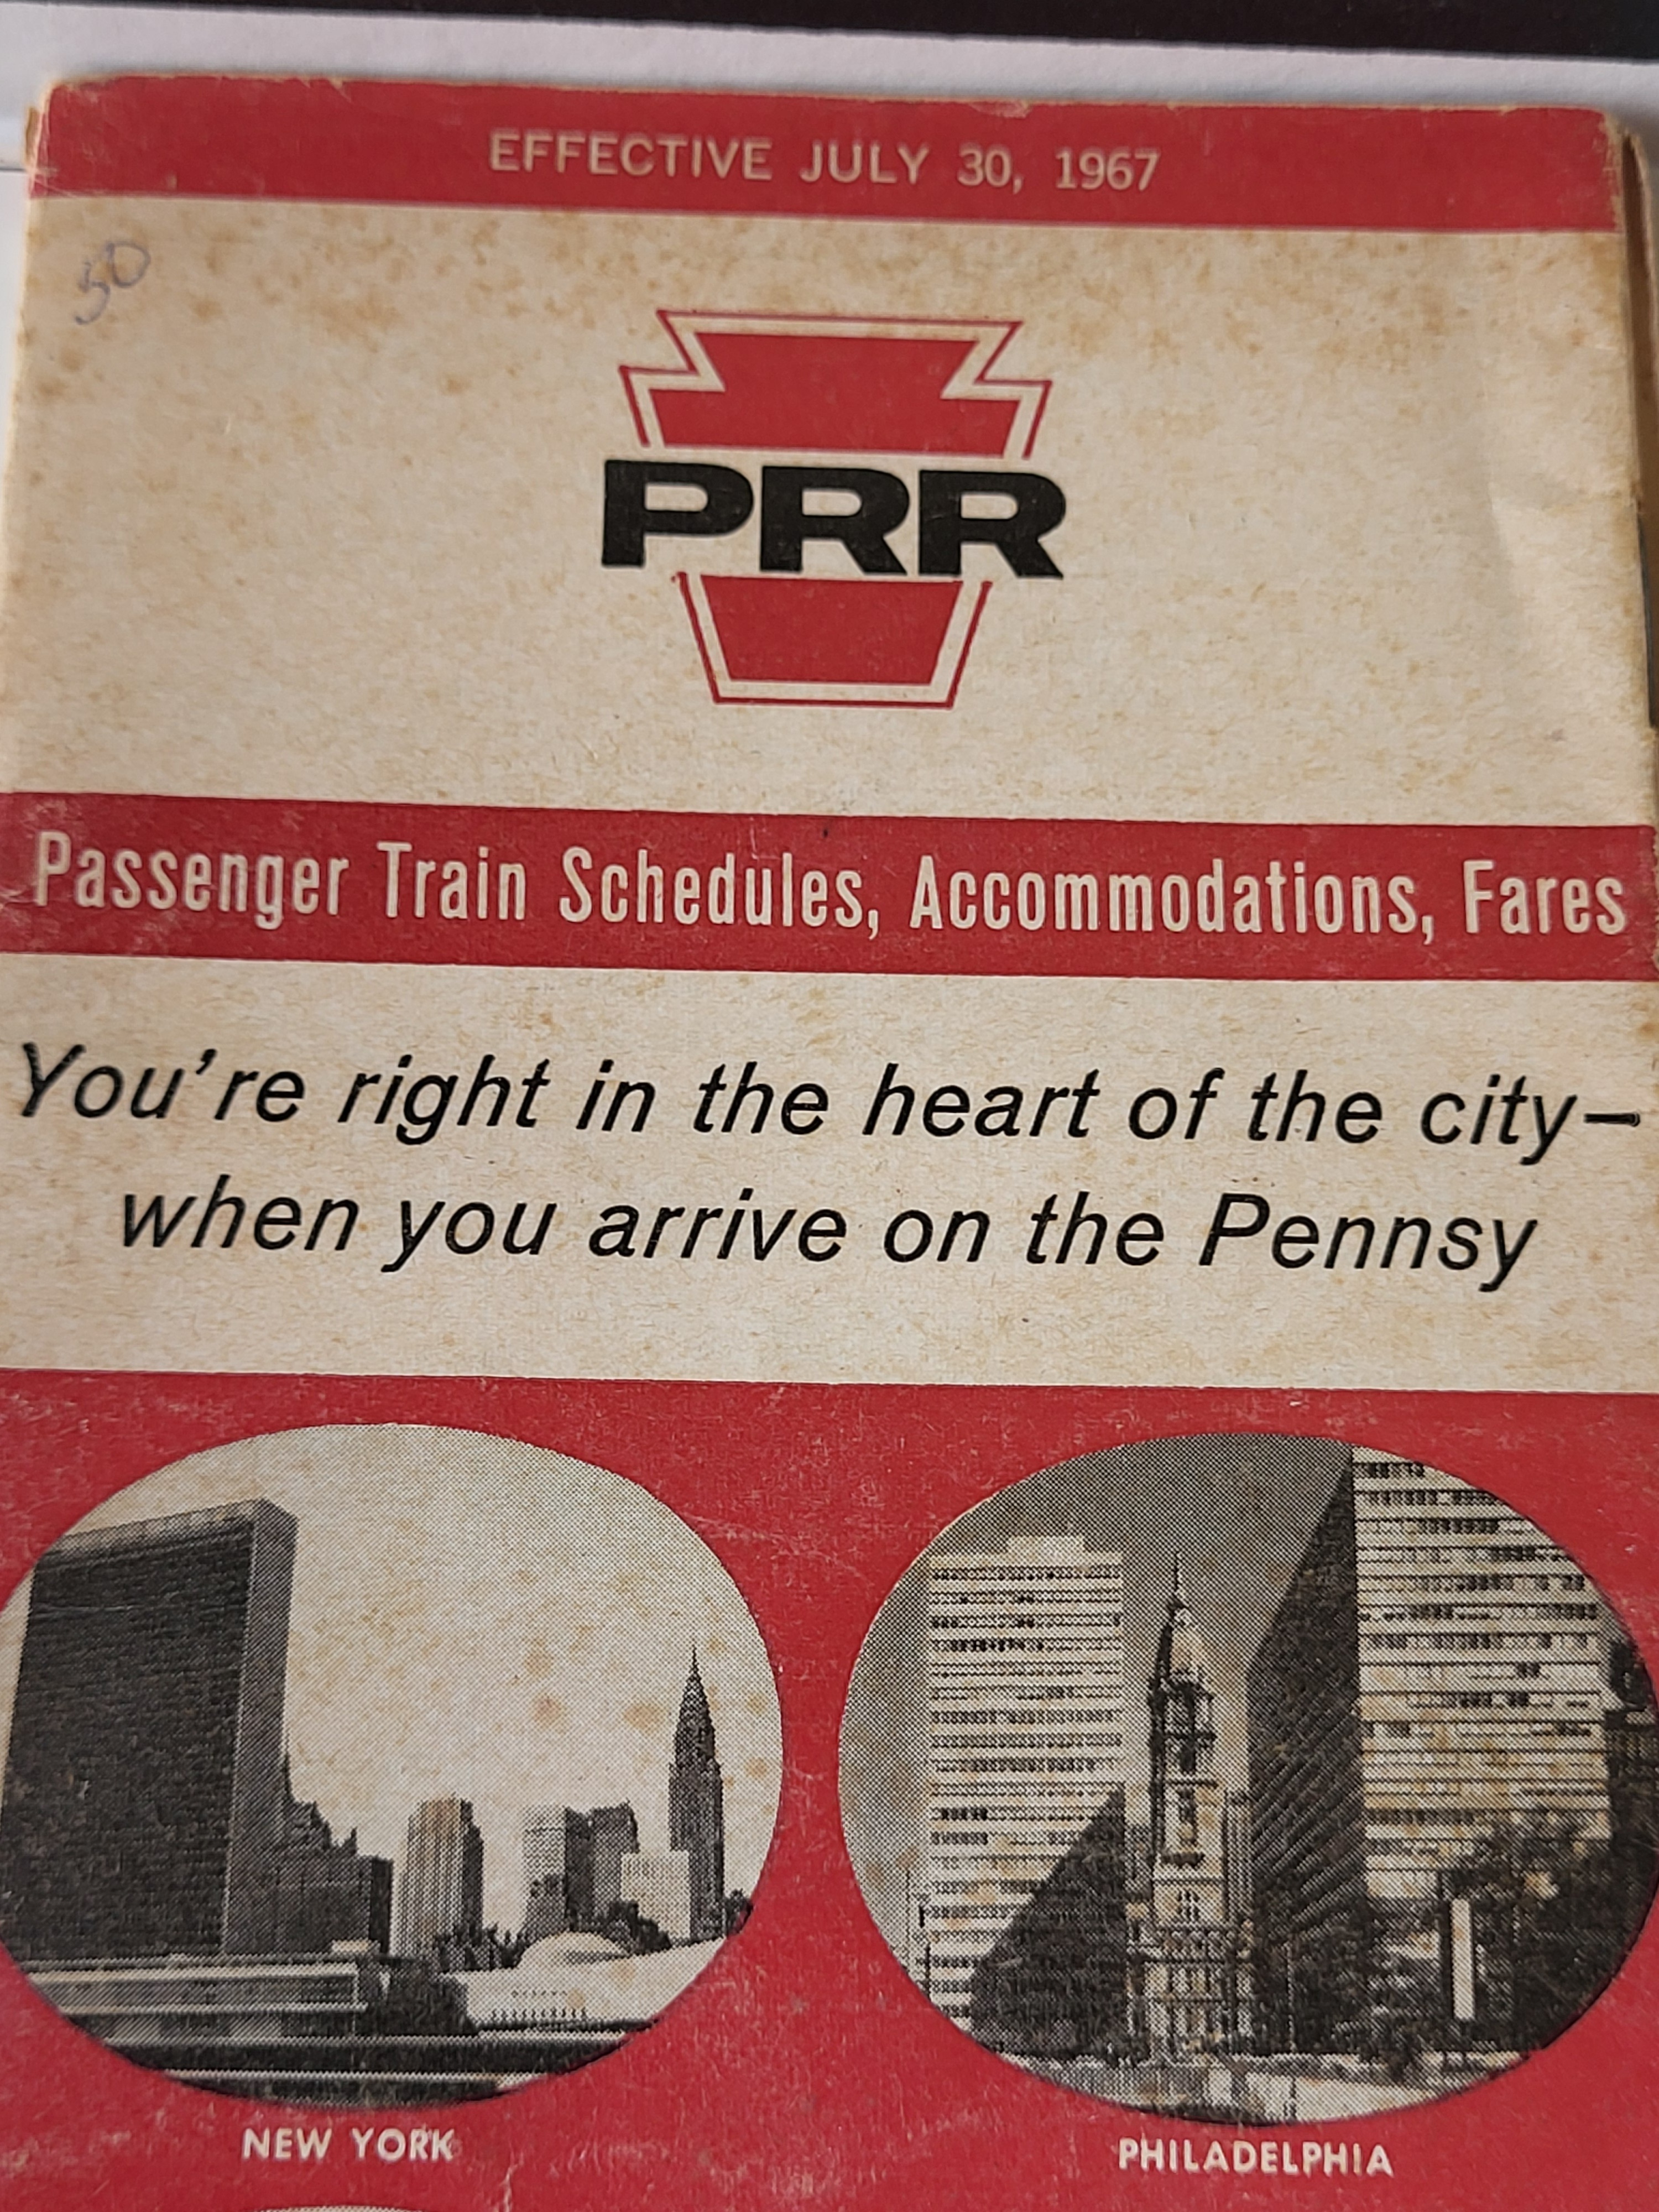 EFFECTIVE JULY 30, 1967
50
PRR
Passenger Train Schedules, Accommodations, Fares
You're right in the heart of the city–
when you arrive on the Pennsy
NEW YORK
PHILADELPHIA